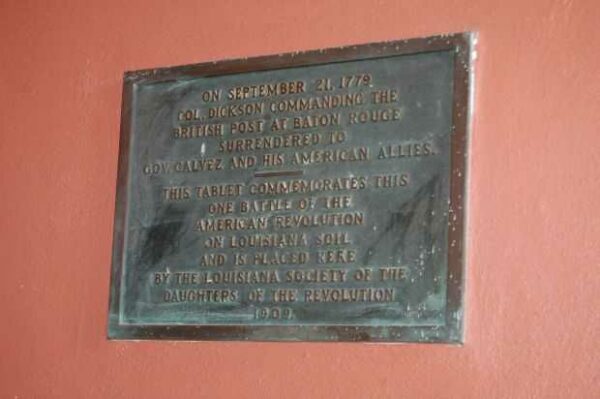 ON SEPTEMBER 21, 1779.
COL. DICKSON COMMANDING THE
BRITISH POST AT BATON ROUGE
SURRENDERED TO
GOV. GALVEZ AND HIS AMERICAN ALLIES.
THIS TABLET COMMEMORATES THIS
ONE BATTLE OF THE
AMERICAN REVOLUTION
ON LOUISIANA SOIL
AND IS PLACED HERE
BY THE LOUISIANA SOCIETY OF THE
DAUGHTERS OF THE REVOLUTION
1909.